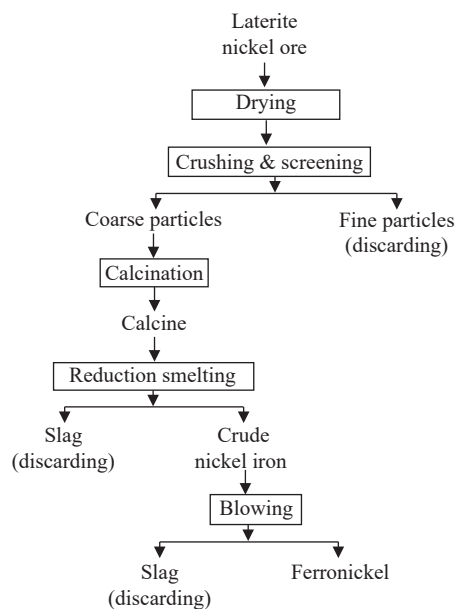 Laterite
nickel ore
Drying
Crushing & screening
Coarse particles
Fine particles
(discarding)
Calcination
Calcine
Reduction smelting
Slag
(discarding)
Crude
nickel iron
Blowing
Slag
(discarding)
Ferronickel